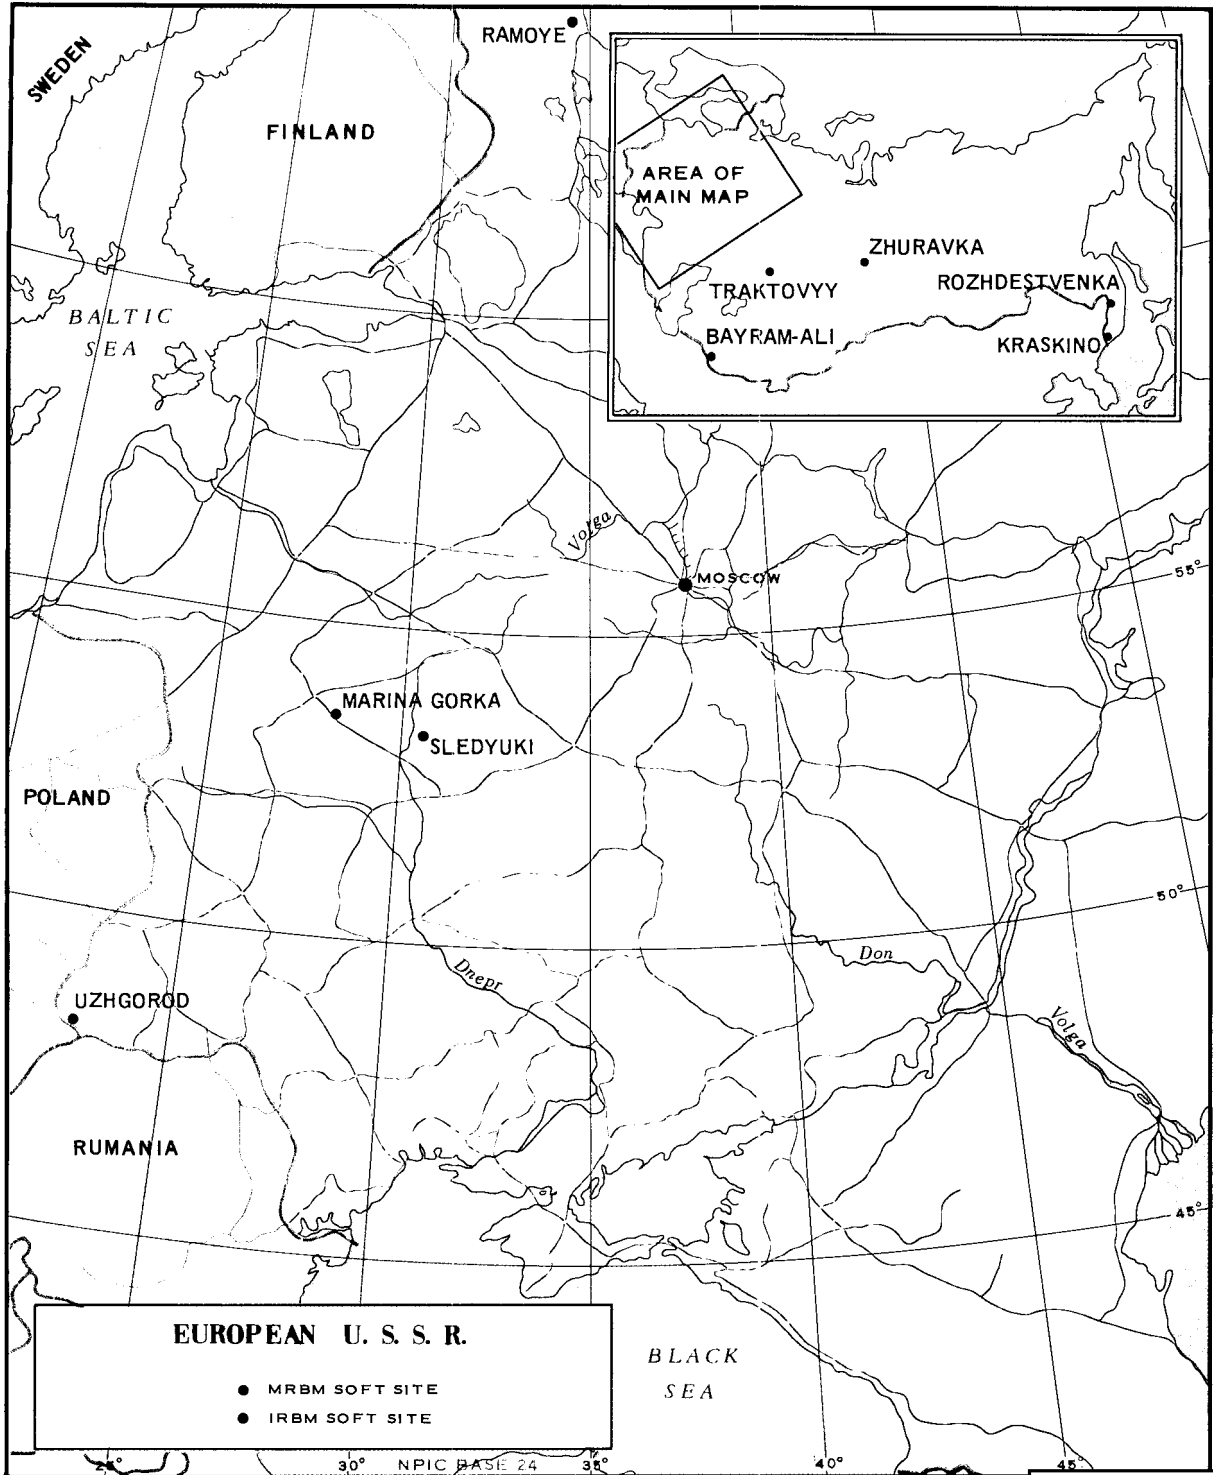 RAMOYE
SWEDEN
FINLAND
AREA OF
MAIN MAP
ZHURAVKA
TRAKTOVYY
ROZHDESTVENKA
BAYRAM-ALI
KRASKINO
BALTIC
SEA
Volga
MOSCOW
55°
MARINA GORKA
SLEDYUKI
POLAND
50°
Don
Dnepr
UZHGOROD
Volga
RUMANIA
45°
EUROPEAN U. S. S. R.
MRBM SOFT SITE
IRBM SOFT SITE
BLACK
SEA
30° NPIC BASE 24 35° 40° 45°